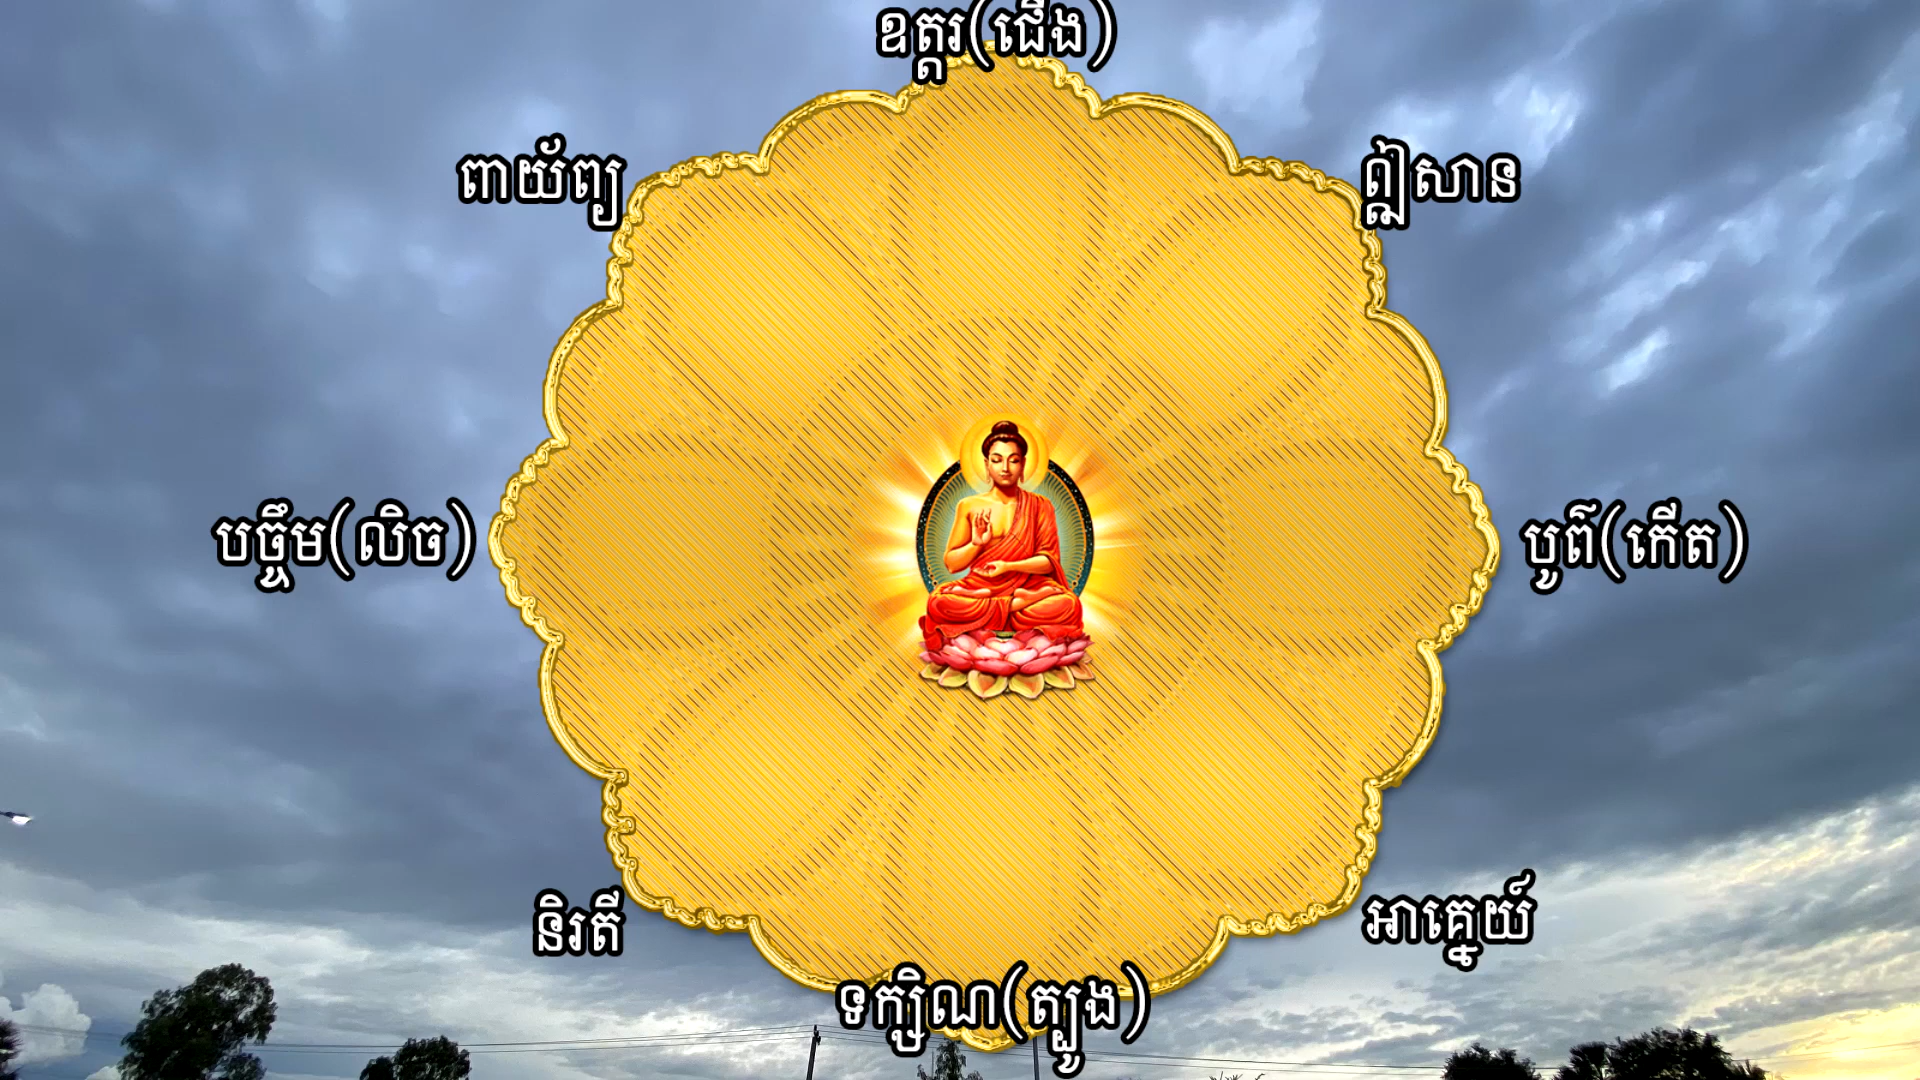 ឧត្តរ(ជើង)
ពាយ័ព្យ
ឦសាន
បច្ចឹម(លិច)
បូព៌(កើត)
និរតី
អាគ្នេយ៍
ទក្សិណ(ត្បូង)